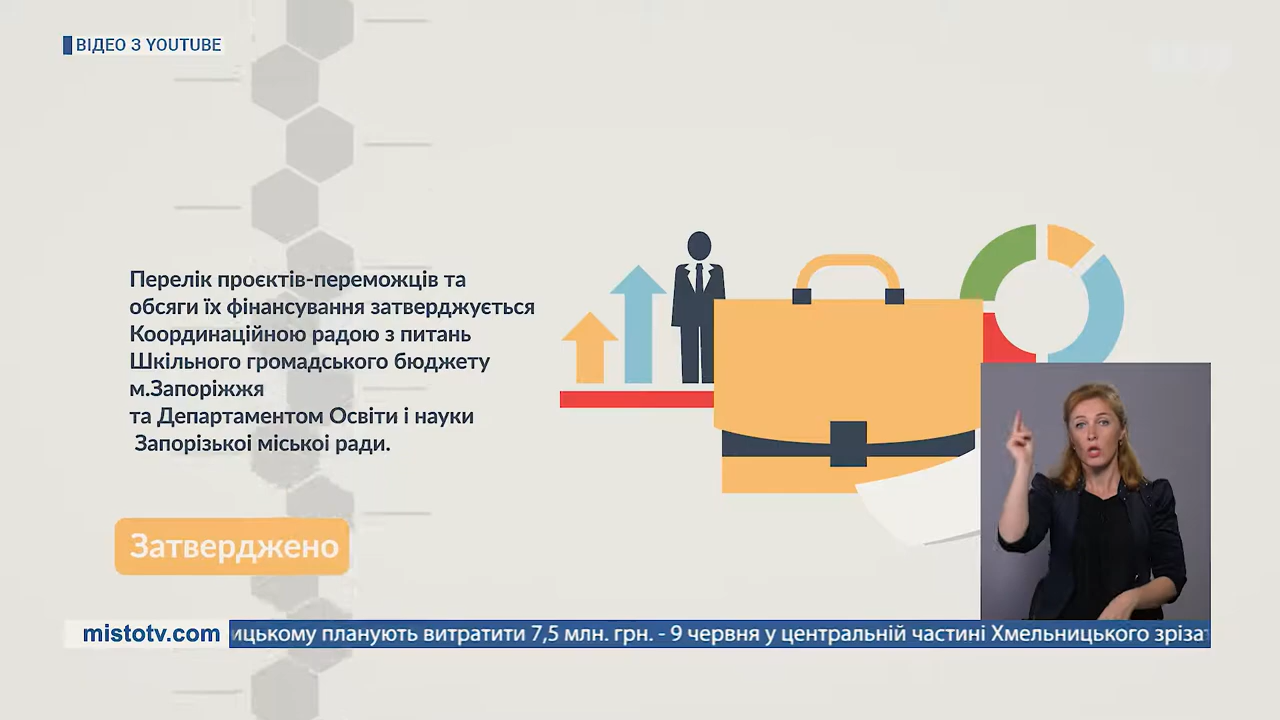 ВІДЕО З YOUTUBE
Перелік проєктів-переможців та
обсяги їх фінансування затверджується
Координаційною радою з питань
Шкільного громадського бюджету
м.Запоріжжя
та Департаментом Освіти і науки
Запорізької міської ради.
Затверджено
mistotv.com
ицькому планують витратити 7,5 млн. грн. - 9 червня у центральній частині Хмельницького зріза